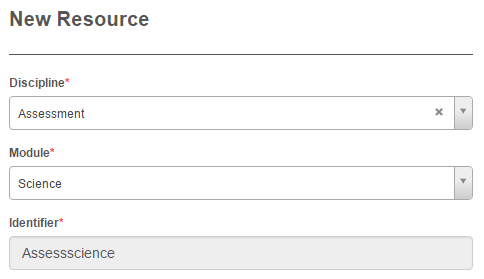 New Resource
Discipline*
Assessment
Module*
Science
Identifier*
Assessscience